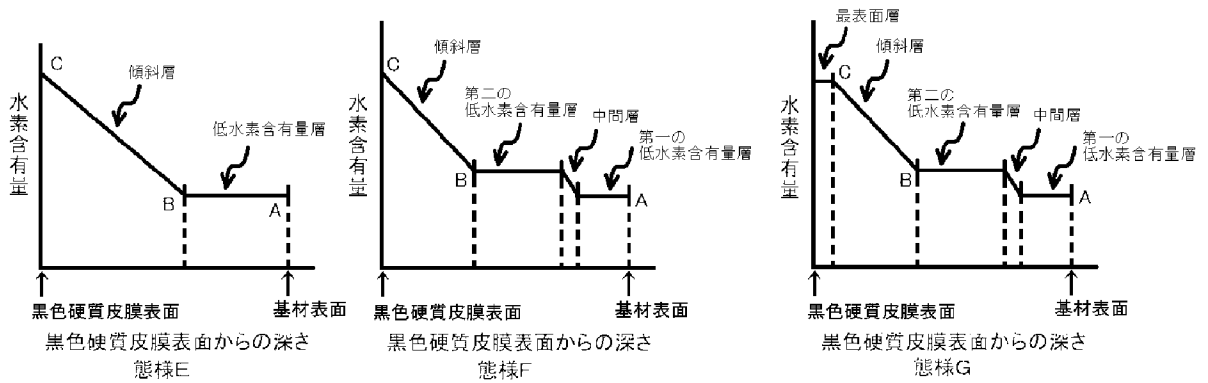 水素含有量
C
傾斜層
低水素含有量層
B
A
黒色硬質皮膜表面
基材表面
黒色硬質皮膜表面からの深さ
態様E
水素含有量
C
傾斜層
第二の
低水素含有量層
中間層
第一の
低水素含有量層
B
A
黒色硬質皮膜表面
基材表面
黒色硬質皮膜表面からの深さ
態様F
水素含有量
最表面層
C
傾斜層
第二の
低水素含有量層
中間層
第一の
低水素含有量層
B
A
黒色硬質皮膜表面
基材表面
黒色硬質皮膜表面からの深さ
態様G